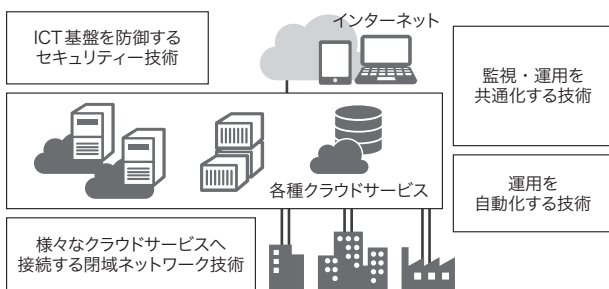 ICT基盤を防御する
セキュリティー技術
インターネット
監視・運用を
共通化する技術
各種クラウドサービス
運用を
自動化する技術
様々なクラウドサービスへ
接続する閉域ネットワーク技術